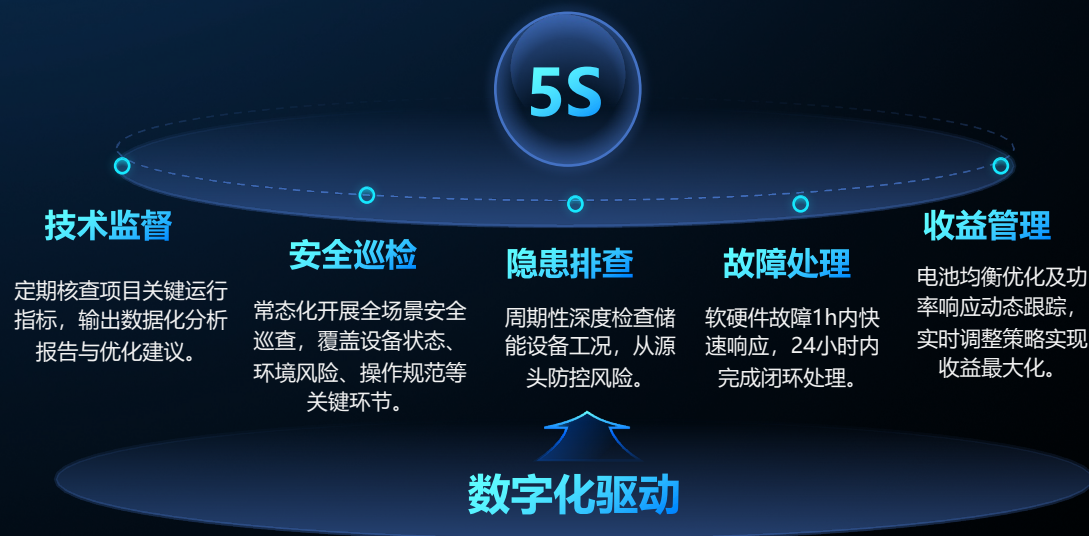 5S
技术监督
定期核查项目关键运行
指标，输出数据化分析
报告与优化建议。
安全巡检
常态化开展全场景安全
巡查，覆盖设备状态、
环境风险、操作规范等
关键环节。
隐患排查
周期性深度检查储
能设备工况，从源
头防控风险。
故障处理
软硬件故障1h内快
速响应，24小时内
完成闭环处理。
收益管理
电池均衡优化及功
率响应动态跟踪，
实时调整策略实现
收益最大化。
数字化驱动